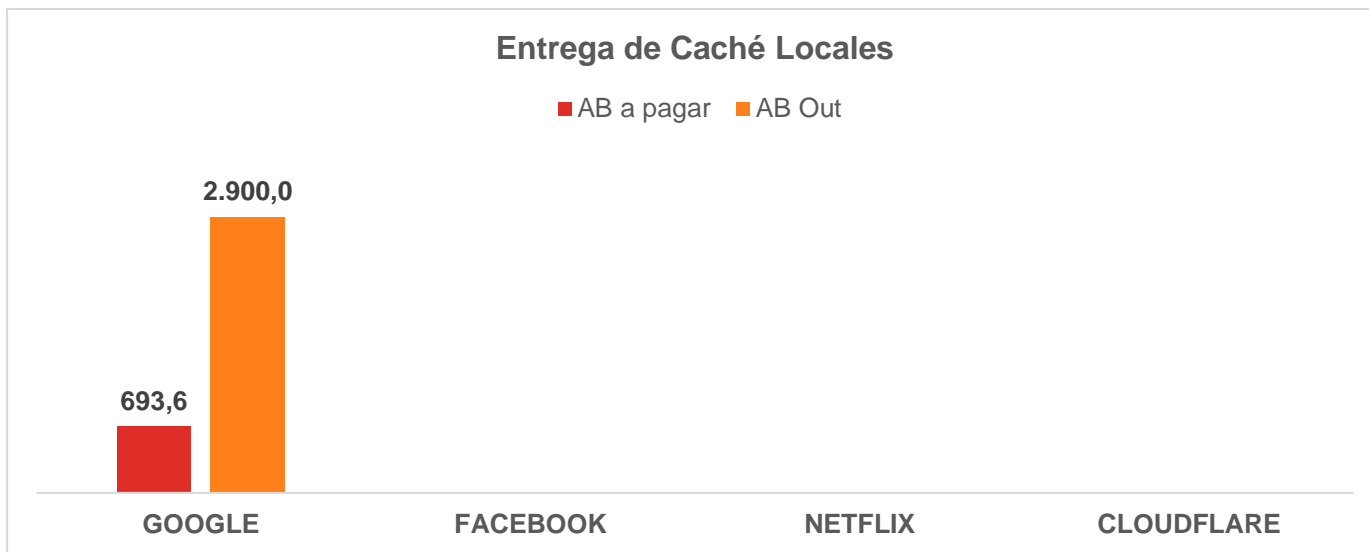 Entrega de Caché Locales
AB a pagar AB Out
2.900,0
693,6
GOOGLE FACEBOOK NETFLIX CLOUDFLARE